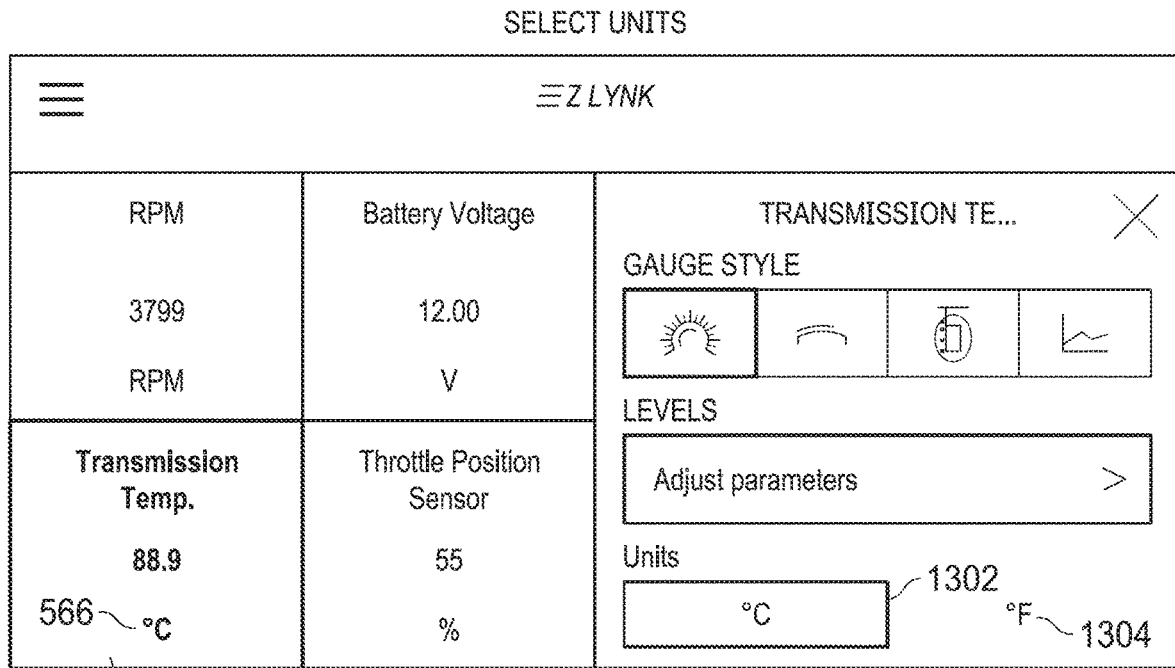 SELECT UNITS
EZ LYNK
RPM
3799
RPM
Battery Voltage
12.00
V
TRANSMISSION TE...
GAUGE STYLE
LEVELS
Adjust parameters >
Transmission
Temp.
88.9
566
°C
Throttle Position
Sensor
55
%
Units
°C
1302
°F
1304